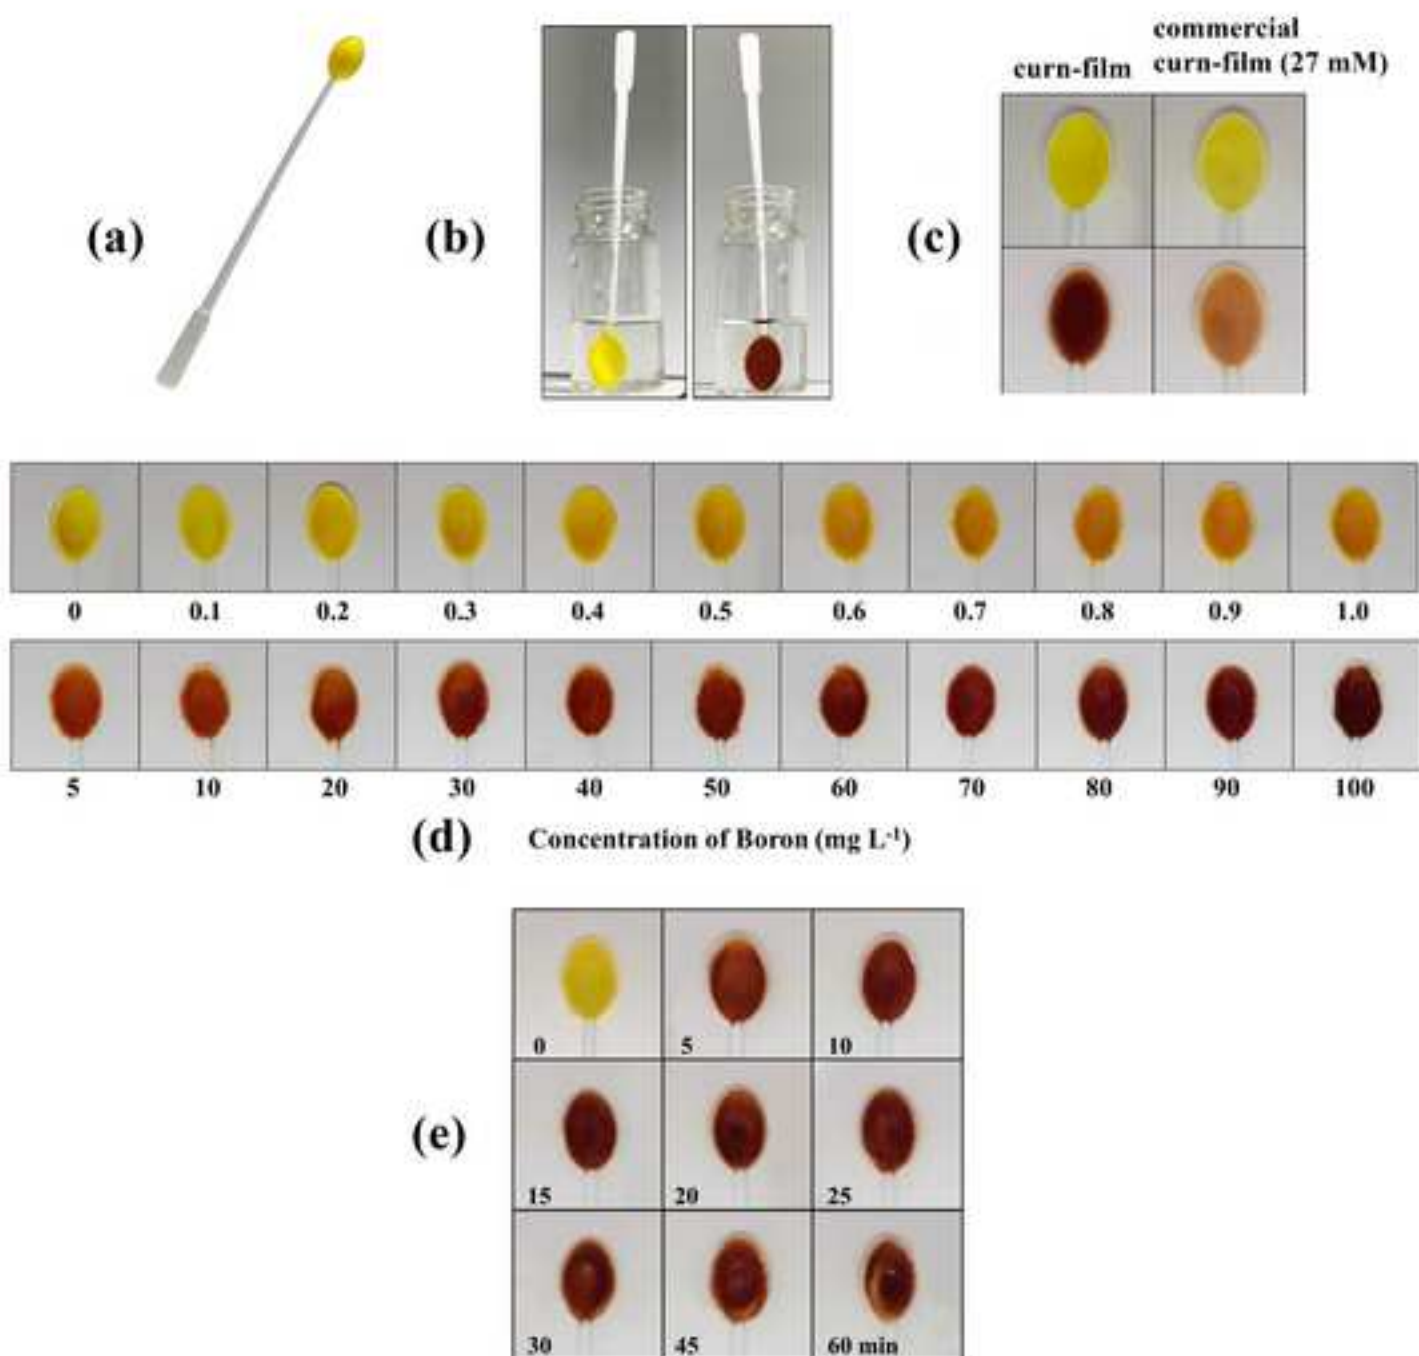 commercial
curn-film curn-film (27 mM)
(a) (b) (c)
0 0.1 0.2 0.3 0.4 0.5 0.6 0.7 0.8 0.9 1.0
5 10 20 30 40 50 60 70 80 90 100
(d) Concentration of Boron (mg L⁻¹)
0 5 10
(e)
15 20 25
30 45 60 min